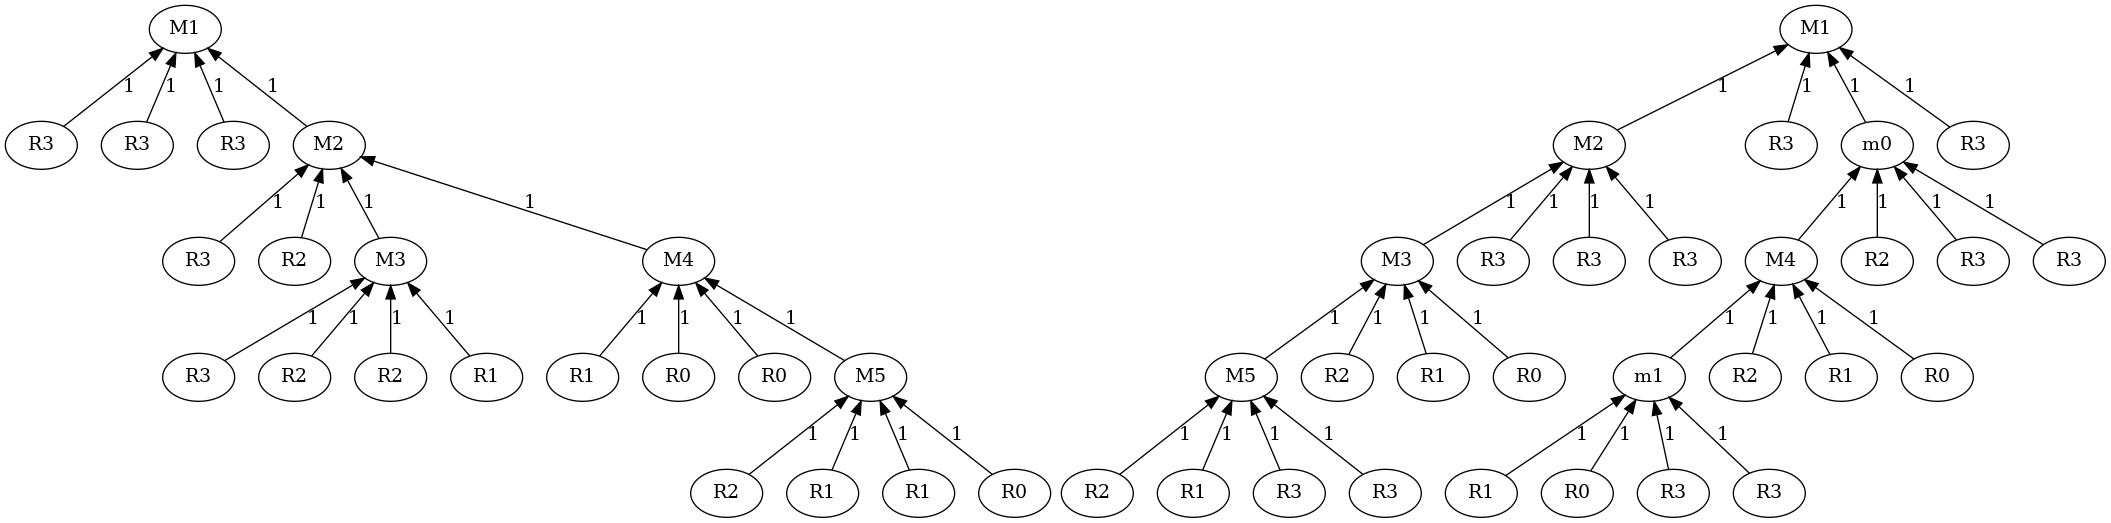 M1 M1
1 1 1 1 1 1 1 1
R3 R3 R3 M2 M2 R3 m0 R3
1 1 1 1 1 1 1 1 1 1 1 1
R3 R2 M3 M4 M3 R3 R3 R3 M4 R2 R3 R3
1 1 1 1 1 1 1 1 1 1 1 1 1 1 1 1
R3 R2 R2 R1 R1 R0 R0 M5 M5 R2 R1 R0 m1 R2 R1 R0
1 1 1 1 1 1 1 1 1 1 1 1
R2 R1 R1 R0 R2 R1 R3 R3 R1 R0 R3 R3